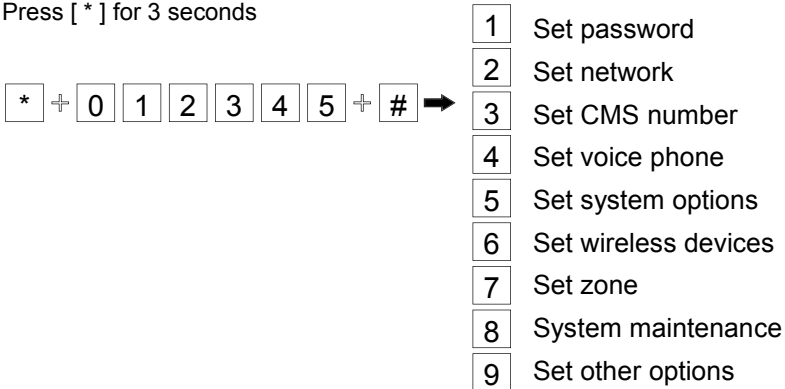 Press [ * ] for 3 seconds
* + 0 1 2 3 4 5 + # ➡
1 Set password
2 Set network
3 Set CMS number
4 Set voice phone
5 Set system options
6 Set wireless devices
7 Set zone
8 System maintenance
9 Set other options